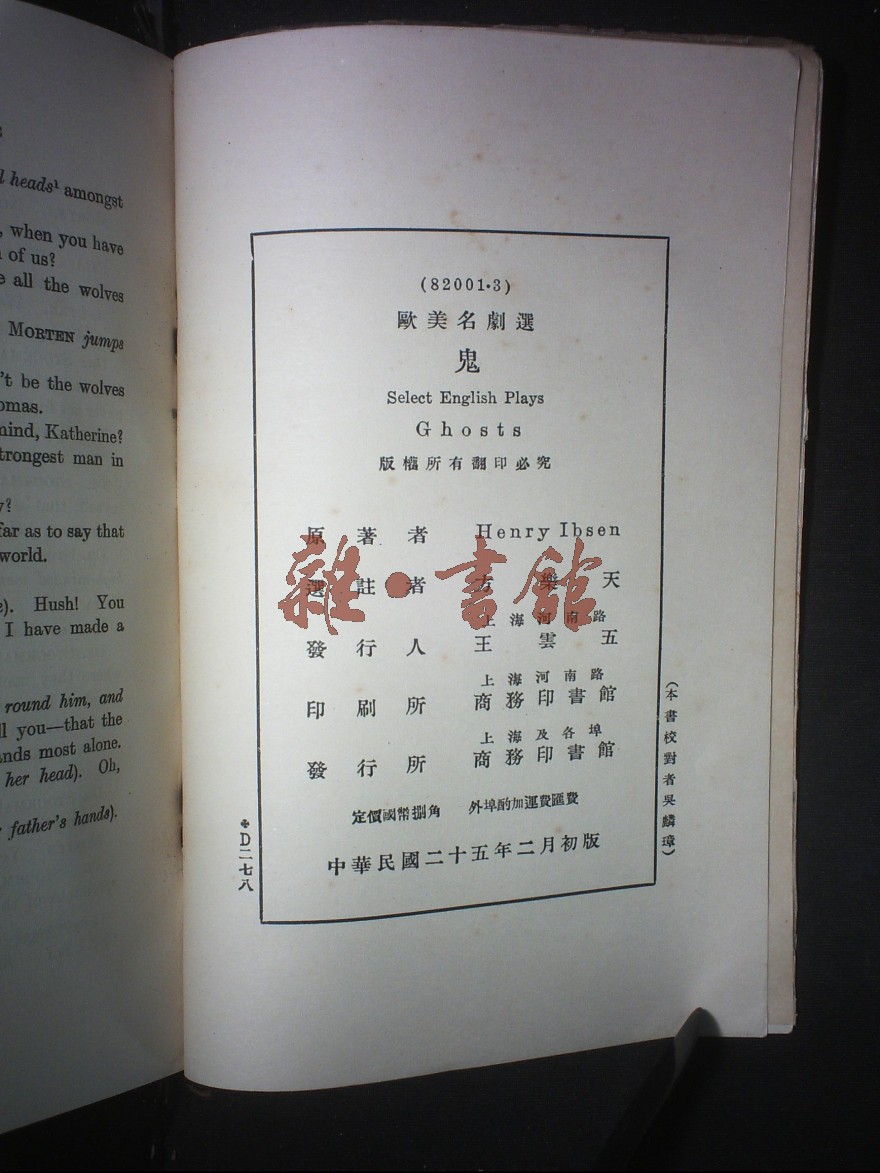 l heads¹ amongst
, when you have
of us?
e all the wolves
MORTEN jumps
't be the wolves
omas.
mind, Katherine?
trongest man in
y?
far as to say that
world.
). Hush! You
I have made a
round him, and
ll you—that the
ands most alone.
her head). Oh,
father's hands).
(82001·3)
歐美名劇選
鬼
Select English Plays
Ghosts
版權所有翻印必究
原著者 Henry Ibsen
選註者 方樂天
上海河南路
發行人 王雲五
上海河南路
印刷所 商務印書館
上海及各埠
發行所 商務印書館
定價國幣捌角 外埠酌加運費匯費
中華民國二十五年二月初版
(本書校對者吳麟璋)
D二七八
雜·書館